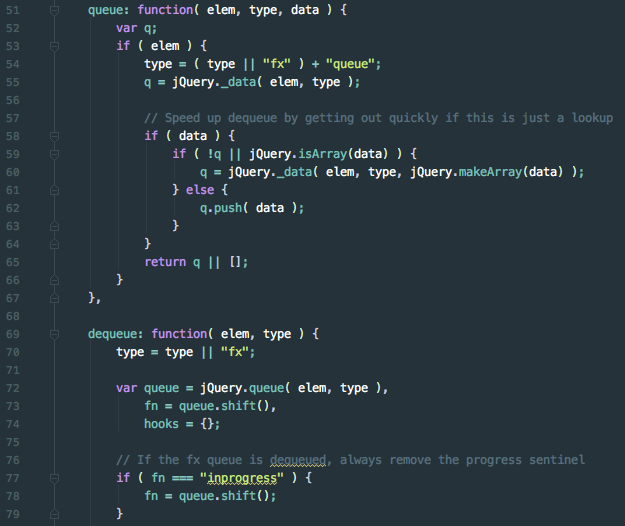 51 queue: function( elem, type, data ) {
52 var q;
53 if ( elem ) {
54 type = ( type || "fx" ) + "queue";
55 q = jQuery._data( elem, type );
56
57 // Speed up dequeue by getting out quickly if this is just a lookup
58 if ( data ) {
59 if ( !q || jQuery.isArray(data) ) {
60 q = jQuery._data( elem, type, jQuery.makeArray(data) );
61 } else {
62 q.push( data );
63 }
64 }
65 return q || [];
66 }
67 },
68
69 dequeue: function( elem, type ) {
70 type = type || "fx";
71
72 var queue = jQuery.queue( elem, type ),
73 fn = queue.shift(),
74 hooks = {};
75
76 // If the fx queue is dequeued, always remove the progress sentinel
77 if ( fn === "inprogress" ) {
78 fn = queue.shift();
79 }